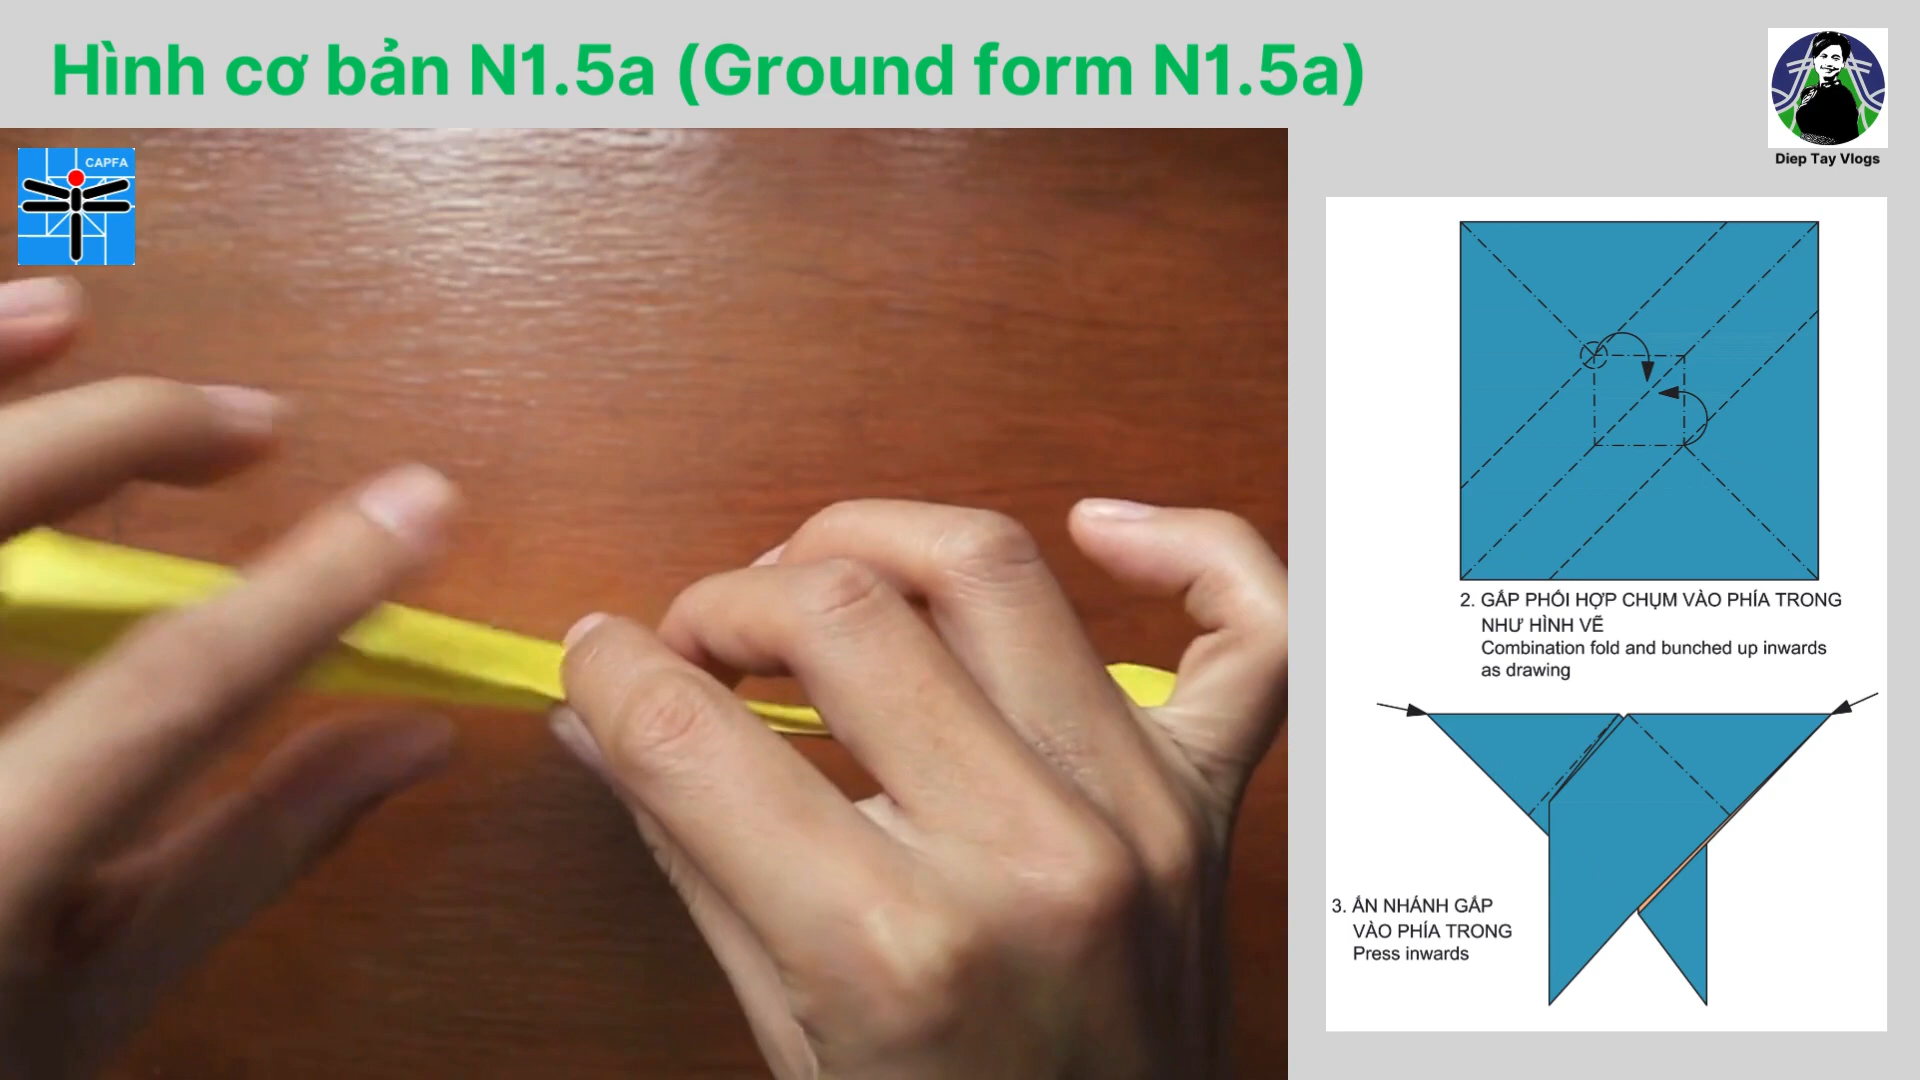 Hình cơ bản N1.5a (Ground form N1.5a)
CAPFA
Diep Tay Vlogs
2. GẤP PHỐI HỢP CHỤM VÀO PHÍA TRONG
NHƯ HÌNH VẼ
Combination fold and bunched up inwards
as drawing
3. ẤN NHÁNH GẤP
VÀO PHÍA TRONG
Press inwards